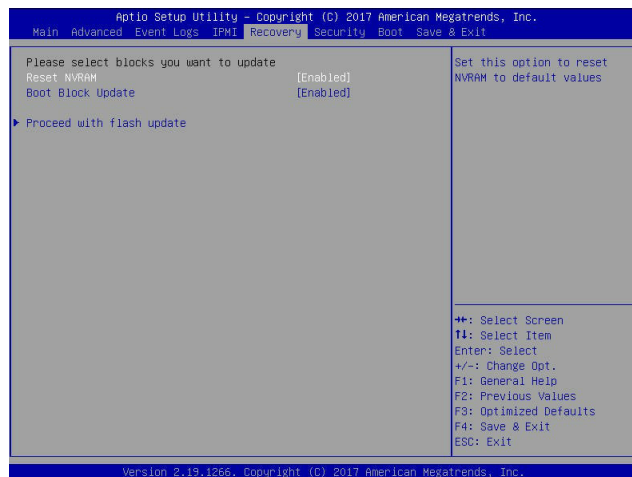 Aptio Setup Utility – Copyright (C) 2017 American Megatrends, Inc.
Main Advanced Event Logs IPMI Recovery Security Boot Save & Exit
Please select blocks you want to update
Reset NVRAM [Enabled]
Boot Block Update [Enabled]
Proceed with flash update
Set this option to reset
NVRAM to default values
→←: Select Screen
↑↓: Select Item
Enter: Select
+/-: Change Opt.
F1: General Help
F2: Previous Values
F3: Optimized Defaults
F4: Save & Exit
ESC: Exit
Version 2.19.1266. Copyright (C) 2017 American Megatrends, Inc.